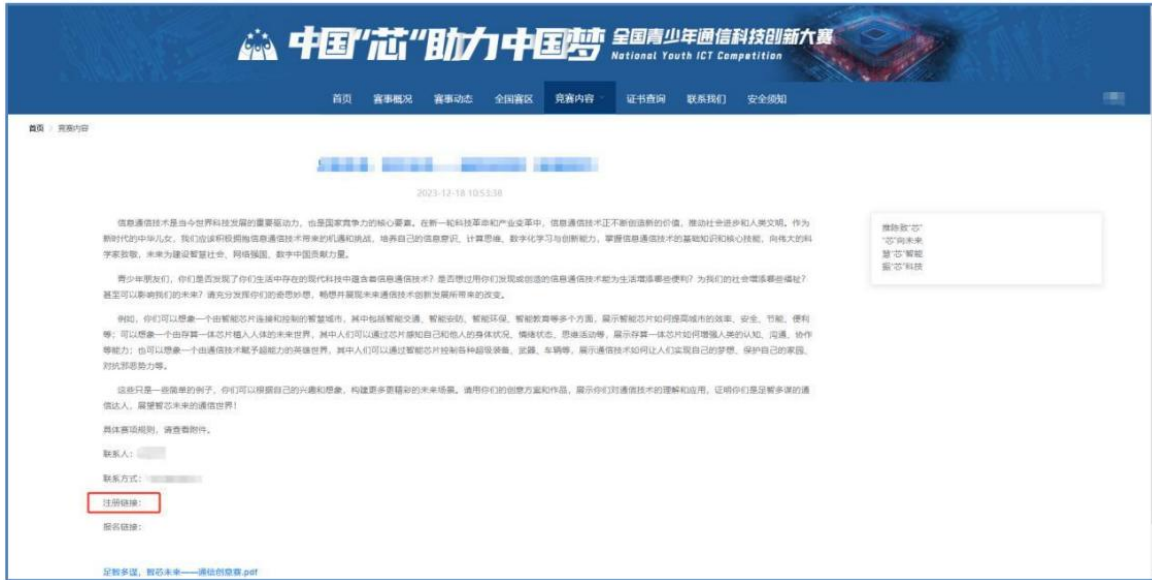 中国"芯"助力中国梦 全国青少年通信科技创新大赛
National Youth ICT Competition
首页 赛事概况 赛事动态 全国赛区 竞赛内容 证书查询 联系我们 安全须知
首页 / 竞赛内容
2023-12-18 10:53:38
信息通信技术是当今世界科技发展的重要驱动力，也是国家竞争力的核心要素。在新一轮科技革命和产业变革中，信息通信技术正不断创造新的价值，推动社会进步和人类文明。作为
新时代的中华儿女，我们应该积极拥抱信息通信技术带来的机遇和挑战，培养自己的信息意识、计算思维、数字化学习与创新能力，掌握信息通信技术的基础知识和核心技能，向伟大的科
学家致敬，未来为建设智慧社会、网络强国、数字中国贡献力量。
青少年朋友们，你们是否发现了你们生活中存在的现代科技中蕴含着信息通信技术？是否想过用你们发现或创造的信息通信技术能为生活增添哪些便利？为我们的社会增添哪些福祉？
甚至可以影响我们的未来？请充分发挥你们的奇思妙想，畅想并展现未来通信技术创新发展所带来的改变。
例如，你们可以想象一个由智能芯片连接和控制的智慧城市，其中包括智能交通、智能安防、智能环保、智能教育等多个方面，展示智能芯片如何提高城市的效率、安全、节能、便利
等；可以想象一个由存算一体芯片植入人体的未来世界，其中人们可以通过芯片感知自己和他人的身体状况、情绪状态、思维活动等，展示存算一体芯片如何增强人类的认知、沟通、协作
等能力；也可以想象一个由通信技术赋予超能力的英雄世界，其中人们可以通过智能芯片控制各种超级装备、武器、车辆等，展示通信技术如何让人们实现自己的梦想、保护自己的家园、
对抗邪恶势力等。
这些只是一些简单的例子，你们可以根据自己的兴趣和想象，构建更多更精彩的未来场景。请用你们的创意方案和作品，展示你们对通信技术的理解和应用，证明你们是足智多谋的通
信达人，展望智芯未来的通信世界！
具体赛项规则，请查看附件。
联系人：
联系方式：
注册链接：
报名链接：
足智多谋，智芯未来——通信创意赛.pdf
"芯"向未来
慧"芯"智能